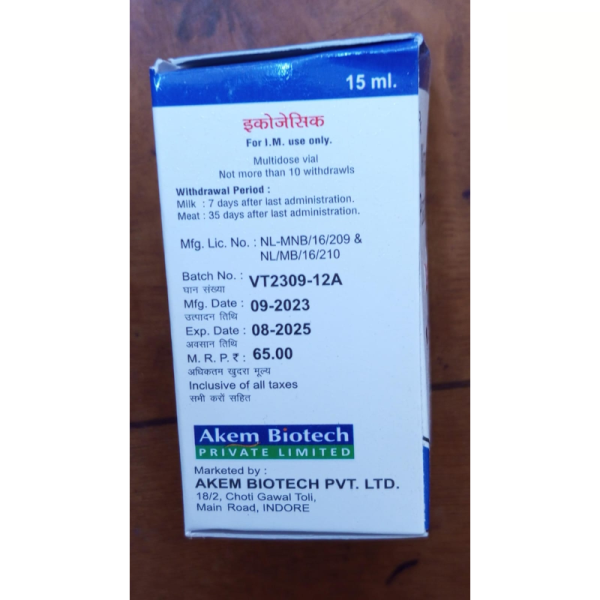 15 ml.
इकोजेसिक
For I.M. use only.
Multidose vial
Not more than 10 withdrawls
Withdrawal Period :
Milk : 7 days after last administration.
Meat : 35 days after last administration.
Mfg. Lic. No. : NL-MNB/16/209 &
NL/MB/16/210
Batch No. : VT2309-12A
घान संख्या
Mfg. Date : 09-2023
उत्पादन तिथि
Exp. Date : 08-2025
अवसान तिथि
M. R. P. ₹ : 65.00
अधिकतम खुदरा मूल्य
Inclusive of all taxes
सभी करों सहित
Akem Biotech
PRIVATE LIMITED
Marketed by :
AKEM BIOTECH PVT. LTD.
18/2, Choti Gawal Toli,
Main Road, INDORE